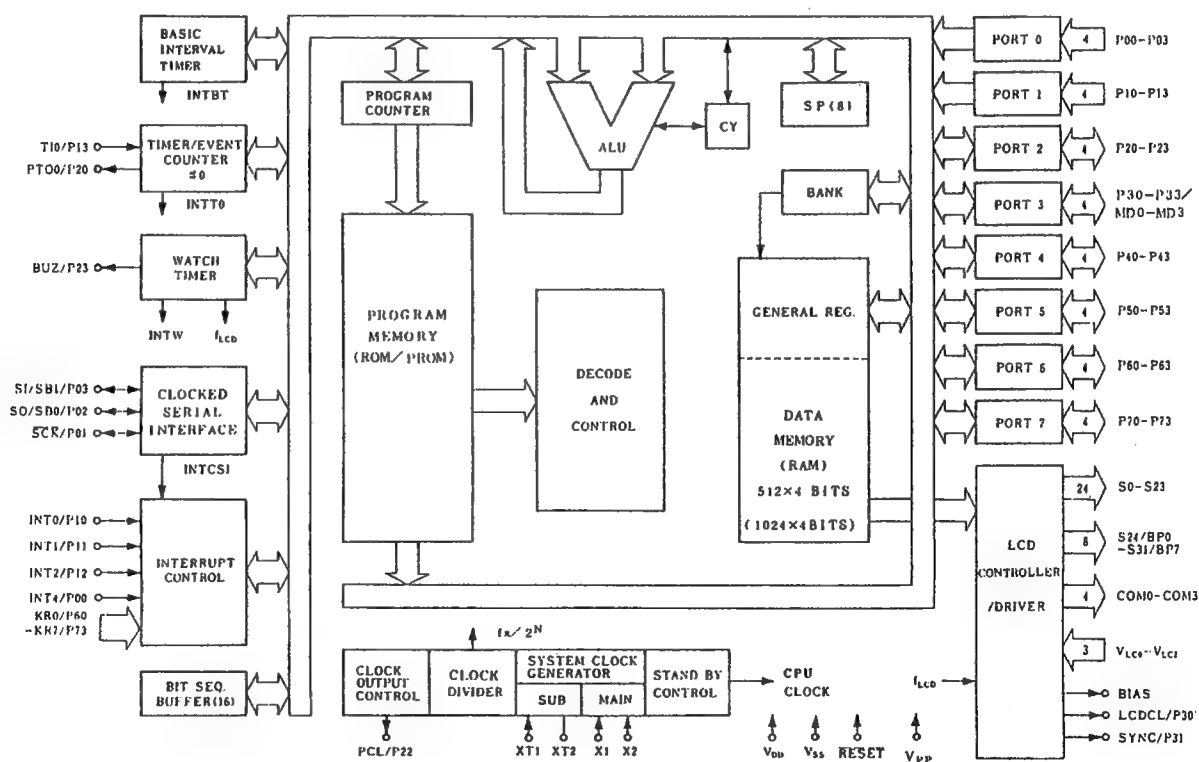 BASIC
INTERVAL
TIMER
INTBT
TI0/P13
PTO0/P20
TIMER/EVENT
COUNTER
#0
INTT0
BUZ/P23
WATCH
TIMER
INTW
fLCD
SI/SB1/P03
SO/SB0/P02
SCK/P01
CLOCKED
SERIAL
INTERFACE
INTCSI
INT0/P10
INT1/P11
INT2/P12
INT4/P00
KR0/P60
-KR7/P73
INTERRUPT
CONTROL
BIT SEQ.
BUFFER(16)
PROGRAM
COUNTER
ALU
CY
SP(8)
BANK
PROGRAM
MEMORY
(ROM/PROM)
DECODE
AND
CONTROL
GENERAL REG.
DATA
MEMORY
(RAM)
512×4 BITS
(1024×4BITS)
fx/2N
CLOCK
OUTPUT
CONTROL
CLOCK
DIVIDER
SYSTEM CLOCK
GENERATOR
SUB
MAIN
STAND BY
CONTROL
CPU
CLOCK
PCL/P22
XT1
XT2
X1
X2
VDD
VSS
RESET
VPP
PORT 0
4
P00-P03
PORT 1
4
P10-P13
PORT 2
4
P20-P23
PORT 3
4
P30-P33/
MD0-MD3
PORT 4
4
P40-P43
PORT 5
4
P50-P53
PORT 6
4
P60-P63
PORT 7
4
P70-P73
LCD
CONTROLLER
/DRIVER
fLCD
24
S0-S23
8
S24/BP0
-S31/BP7
4
COM0-COM3
3
VLC0-VLC2
BIAS
LCDCL/P30
SYNC/P31